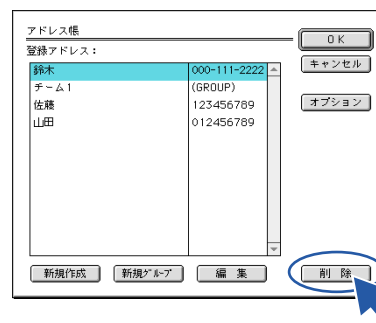 アドレス帳
登録アドレス：
鈴木 000-111-2222
チーム1 (GROUP)
佐藤 123456789
山田 012456789
OK
キャンセル
オプション
新規作成 新規グループ 編集 削除